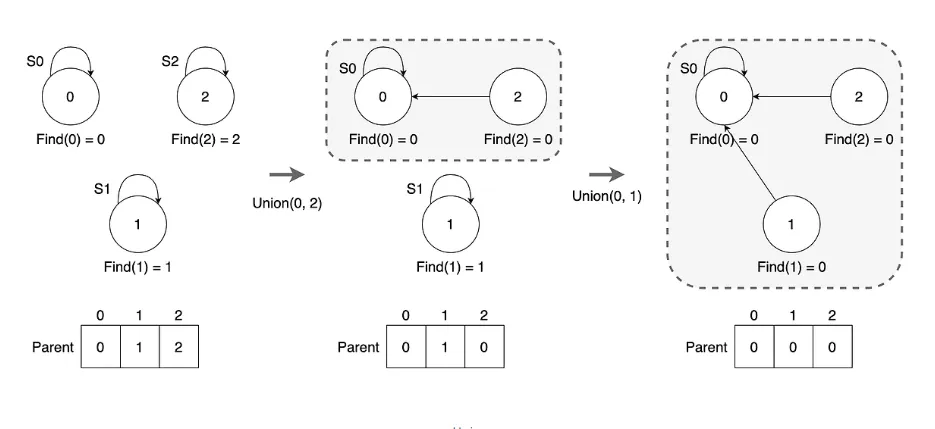 S0
0
Find(0) = 0
S2
2
Find(2) = 2
S1
1
Find(1) = 1
0 1 2
Parent 0 1 2
Union(0, 2)
S0
0
Find(0) = 0
2
Find(2) = 0
S1
1
Find(1) = 1
0 1 2
Parent 0 1 0
Union(0, 1)
S0
0
Find(0) = 0
2
Find(2) = 0
1
Find(1) = 0
0 1 2
Parent 0 0 0